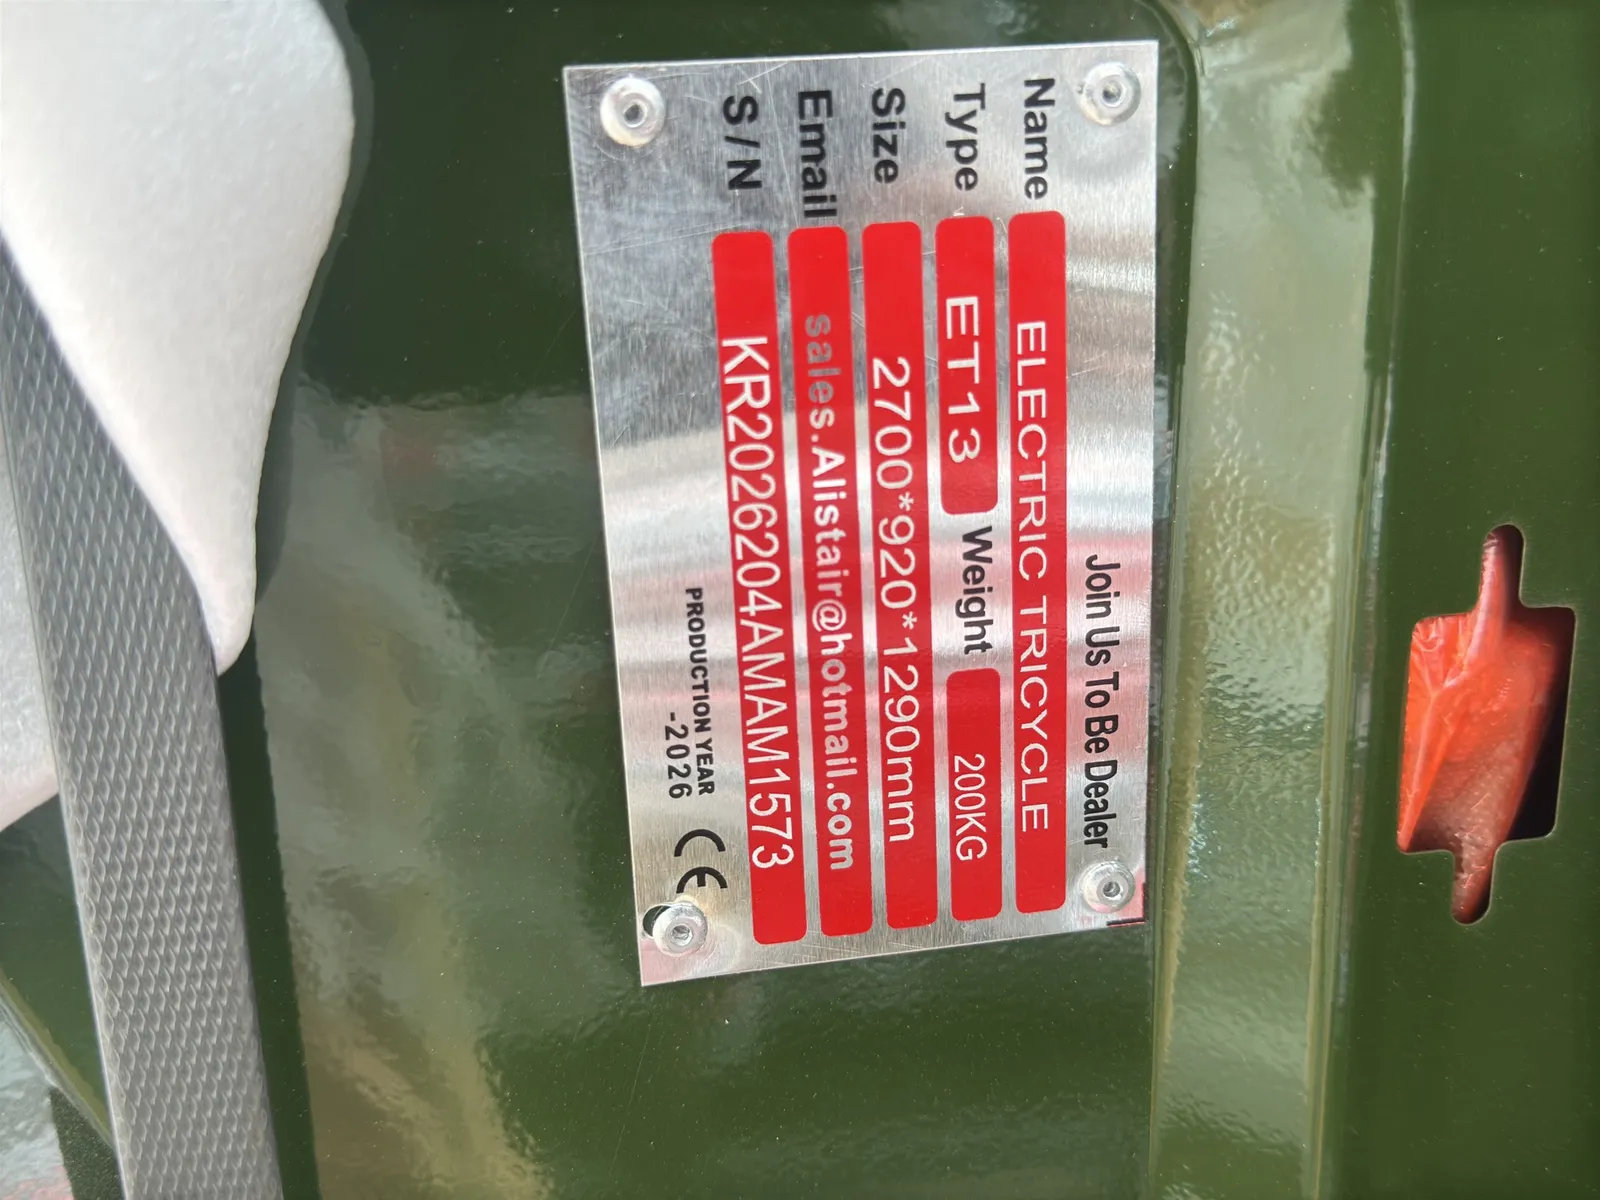 Join Us To Be Dealer
Name ELECTRIC TRICYCLE
Type ET13 Weight 200KG
Size 2700*920*1290mm
Email sales.Alistair@hotmail.com
S/N KR2026204AMAM1573
PRODUCTION YEAR
-2026
CE